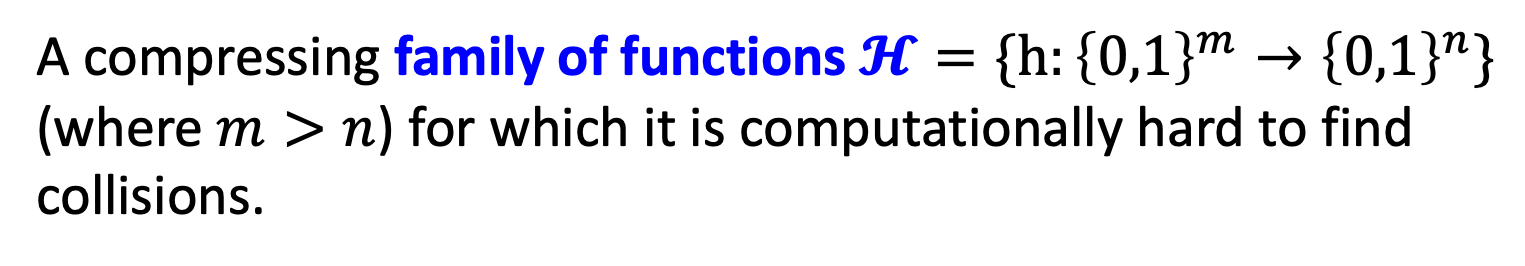 A compressing family of functions ℋ = {h: {0,1}ᵐ → {0,1}ⁿ}
(where m > n) for which it is computationally hard to find
collisions.